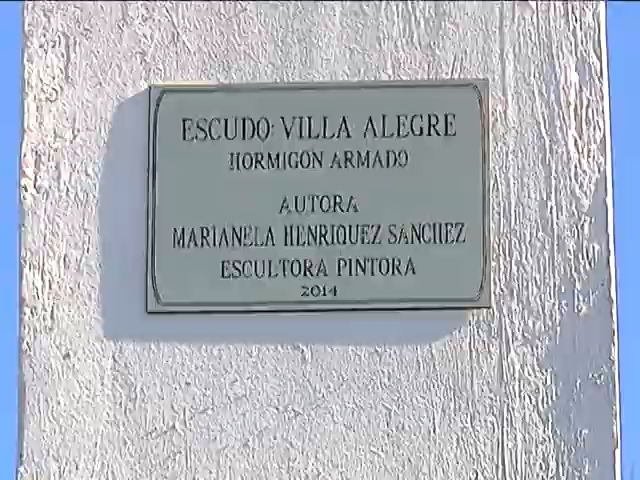 ESCUDO VILLA ALEGRE
HORMIGON ARMADO
AUTORA
MARIANELA HENRIQUEZ SANCHEZ
ESCULTORA PINTORA
2014